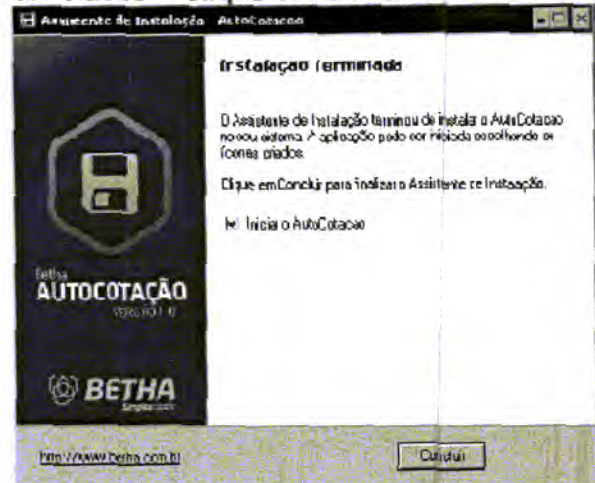 Assistente de Instalação AutoCotacao
Instalação Terminada
O Assistente de Instalação terminou de instalar o AutoCotacao
no seu sistema. A aplicação pode ser iniciada escolhendo os
ícones criados.
Clique em Concluir para finalizar o Assistente de Instalação.
Inicia o AutoCotacao
Betha
AUTOCOTAÇÃO
BETHA
http://www.betha.com.br
Concluir